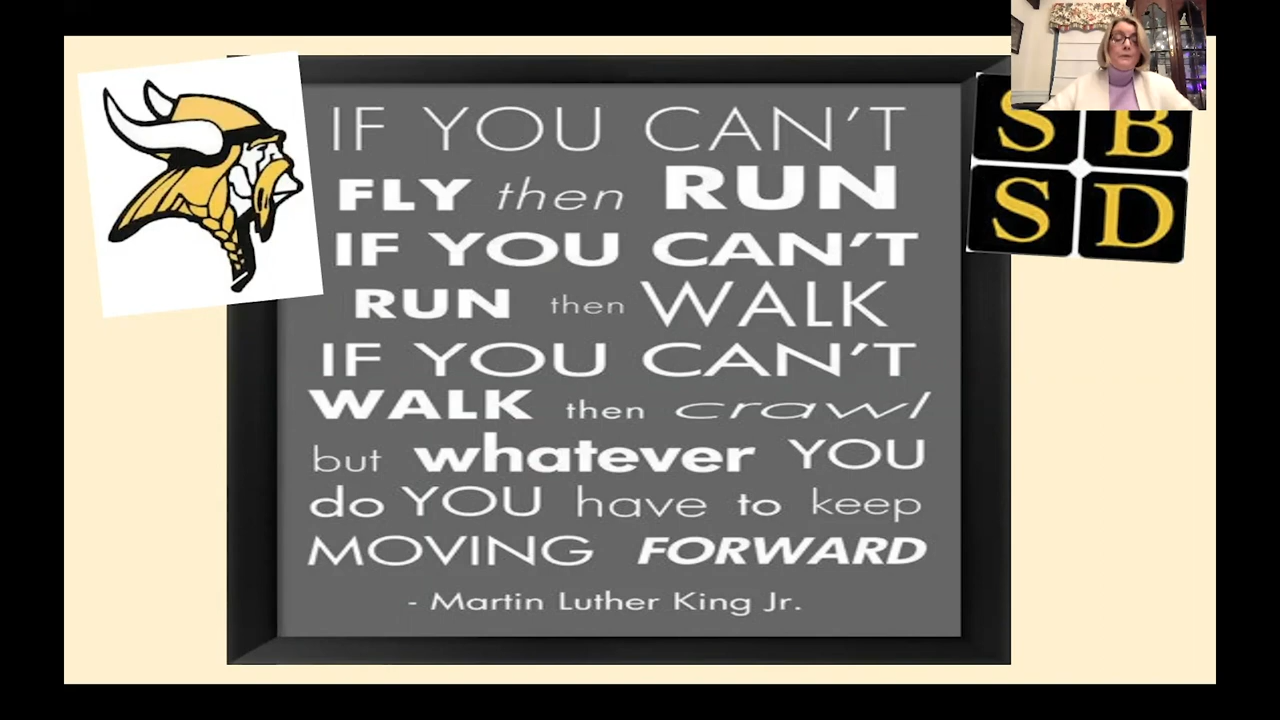 IF YOU CAN'T
FLY then RUN
IF YOU CAN'T
RUN then WALK
IF YOU CAN'T
WALK then crawl
but whatever YOU
do YOU have to keep
MOVING FORWARD
- Martin Luther King Jr.
S B
S D